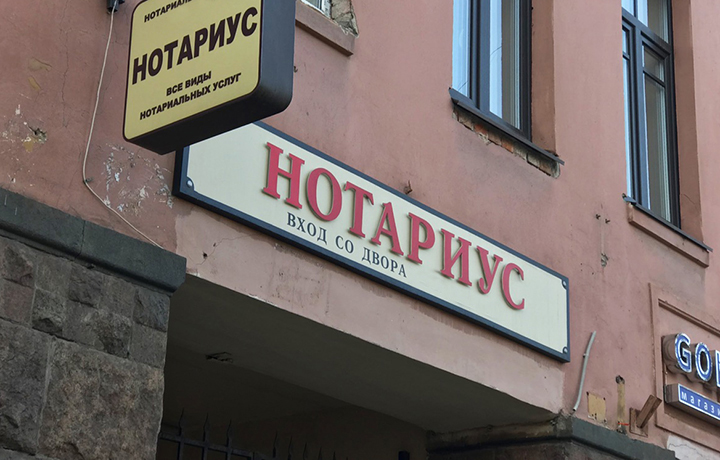 НОТАРИУС
ВСЕ ВИДЫ
НОТАРИАЛЬНЫХ УСЛУГ
НОТАРИУС
ВХОД СО ДВОРА